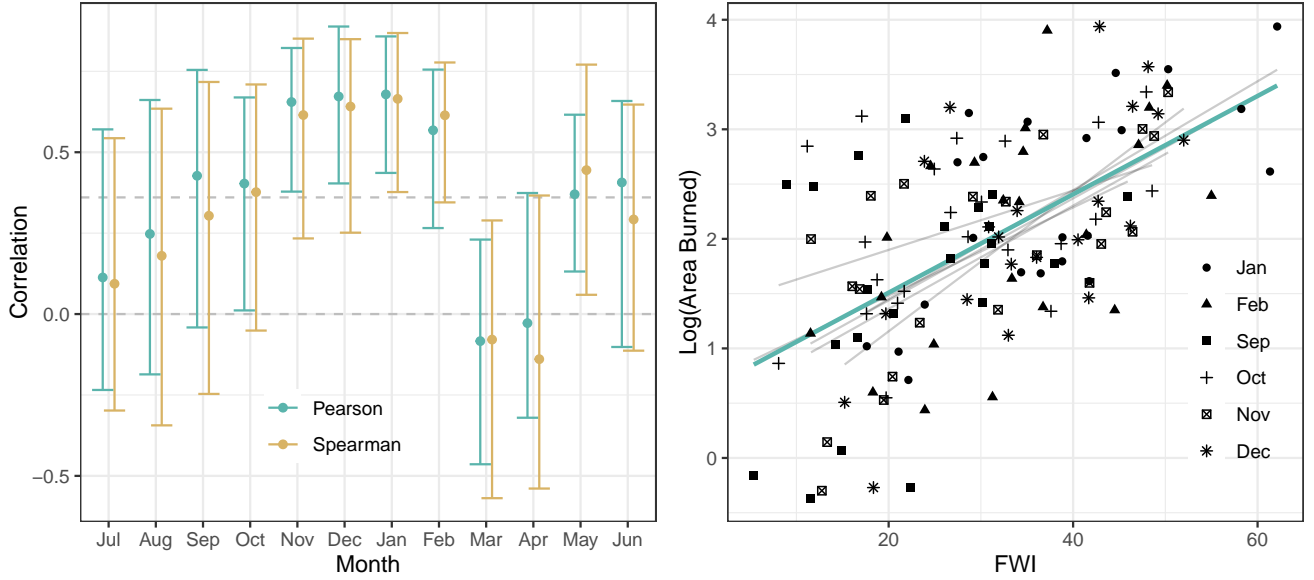 Correlation
0.5
0.0
−0.5
Pearson
Spearman
Jul Aug Sep Oct Nov Dec Jan Feb Mar Apr May Jun
Month
Log(Area Burned)
4
3
2
1
0
Jan
Feb
Sep
Oct
Nov
Dec
20 40 60
FWI